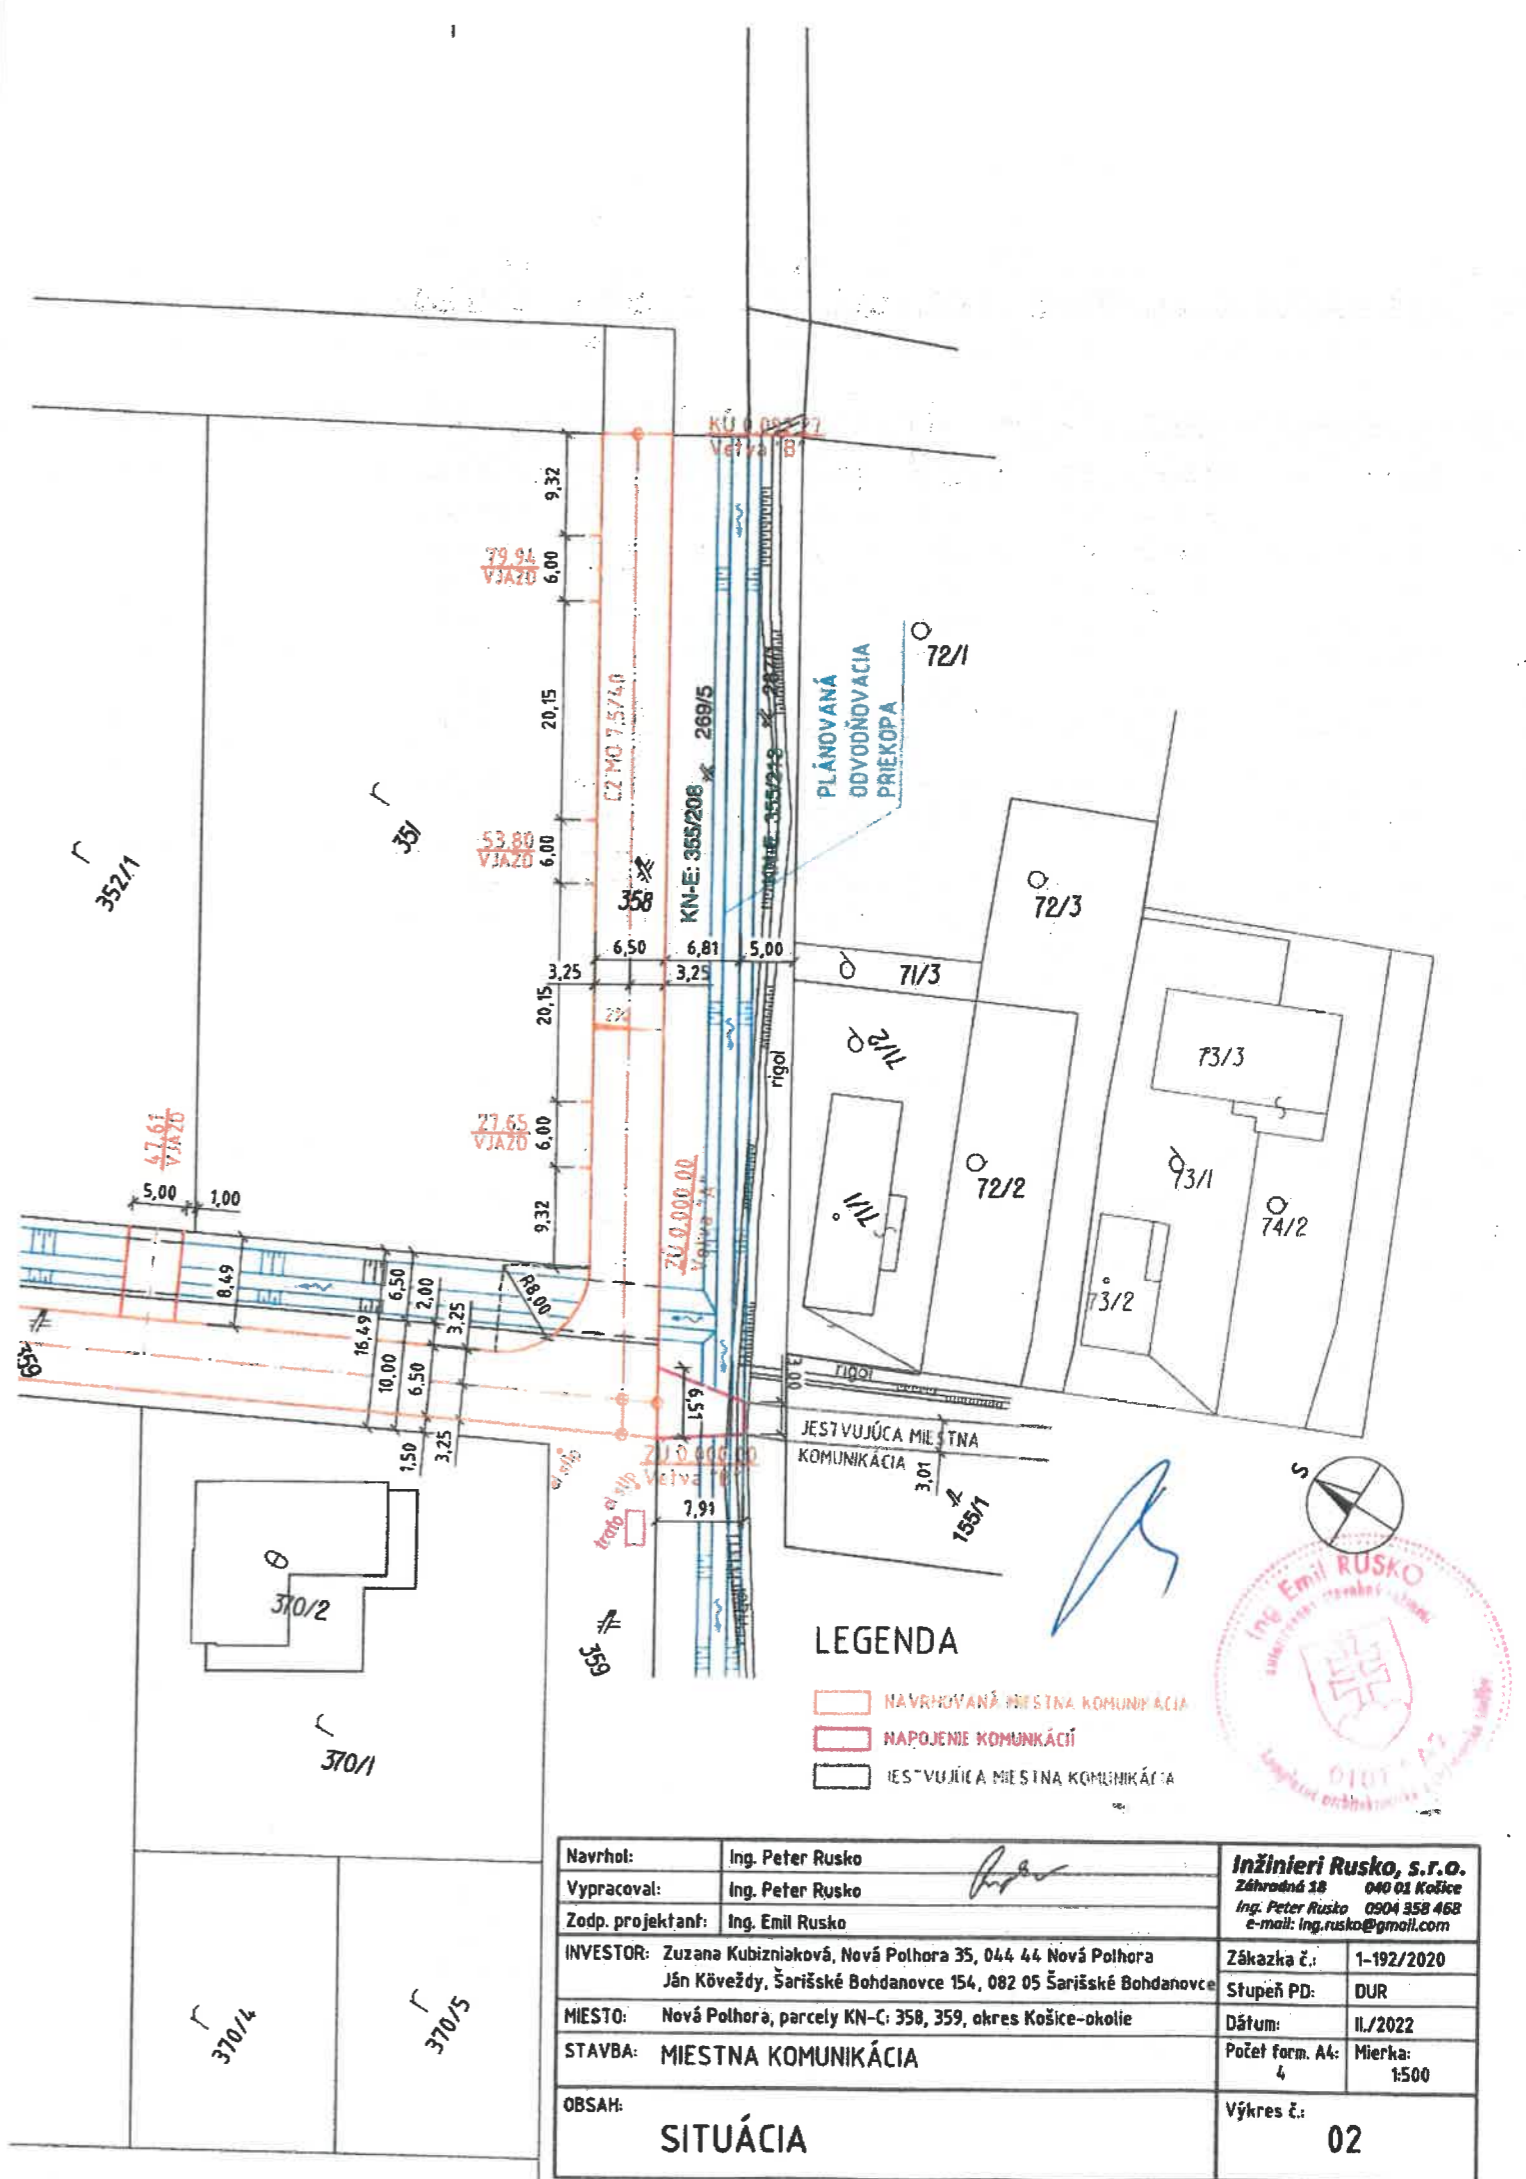 KÚ 0.092 27
Vetva "B"
9,32
79.94
VJAZD
6,00
20,15
C2 MO 7.5/40
KN-E: 355/208
269/5
PLÁNOVANÁ
ODVODŇOVACIA
PRIEKOPA
72/1
351
352/1
53.80
VJAZD
6,00
358
6,50
6,81
5,00
3,25
3,25
20,15
72/3
71/3
71/2
73/3
rigol
27.65
VJAZD
6,00
9,32
47.61
VJAZD
5,00
1,00
ZÚ 0.000 00
Vetva "A"
71/1
72/2
73/1
74/2
73/2
8,49
16,49
6,50
2,00
3,25
10,00
6,50
1,50
3,25
R8,00
359
9,51
3,00
rigol
JESTVUJÚCA MIESTNA
KOMUNIKÁCIA
3,01
155/1
ZÚ 0.000 00
Vetva "B"
el stĺp
el stĺp
trafo
7,91
S
359
370/2
370/1
370/4
370/5
LEGENDA
NAVRHOVANÁ MIESTNA KOMUNIKÁCIA
NAPOJENIE KOMUNKÁCIÍ
JESTVUJÚCA MIESTNA KOMUNIKÁCIA
Ing Emil RUSKO
Navrhol: Ing. Peter Rusko
Vypracoval: Ing. Peter Rusko
Zodp. projektant: Ing. Emil Rusko
Inžinieri Rusko, s.r.o.
Záhradná 18 040 01 Košice
Ing. Peter Rusko 0904 358 468
e-mail: ing.rusko@gmail.com
INVESTOR: Zuzana Kubizniaková, Nová Polhora 35, 044 44 Nová Polhora
Ján Köveždy, Šarišské Bohdanovce 154, 082 05 Šarišské Bohdanovce
Zákazka č.: 1-192/2020
Stupeň PD: DUR
MIESTO: Nová Polhora, parcely KN-C: 358, 359, okres Košice-okolie
Dátum: II./2022
STAVBA: MIESTNA KOMUNIKÁCIA
Počet form. A4: 4
Mierka: 1:500
OBSAH:
SITUÁCIA
Výkres č.:
02